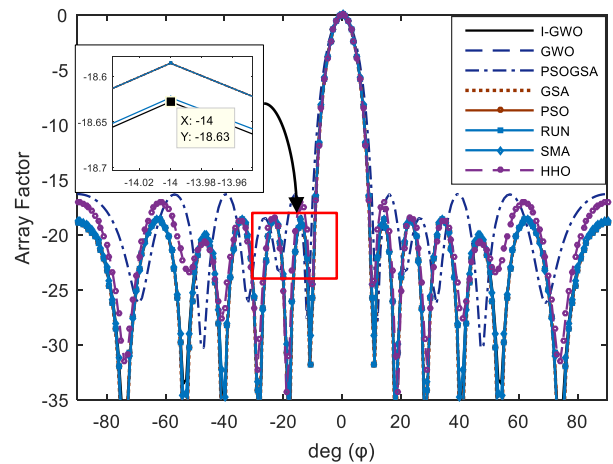 0
-5
-10
-15
-20
-25
-30
-35
Array Factor
-80 -60 -40 -20 0 20 40 60 80
deg (φ)
-18.6
-18.65
-18.7
-14.02 -14 -13.98 -13.96
X: -14
Y: -18.63
I-GWO
GWO
PSOGSA
GSA
PSO
RUN
SMA
HHO